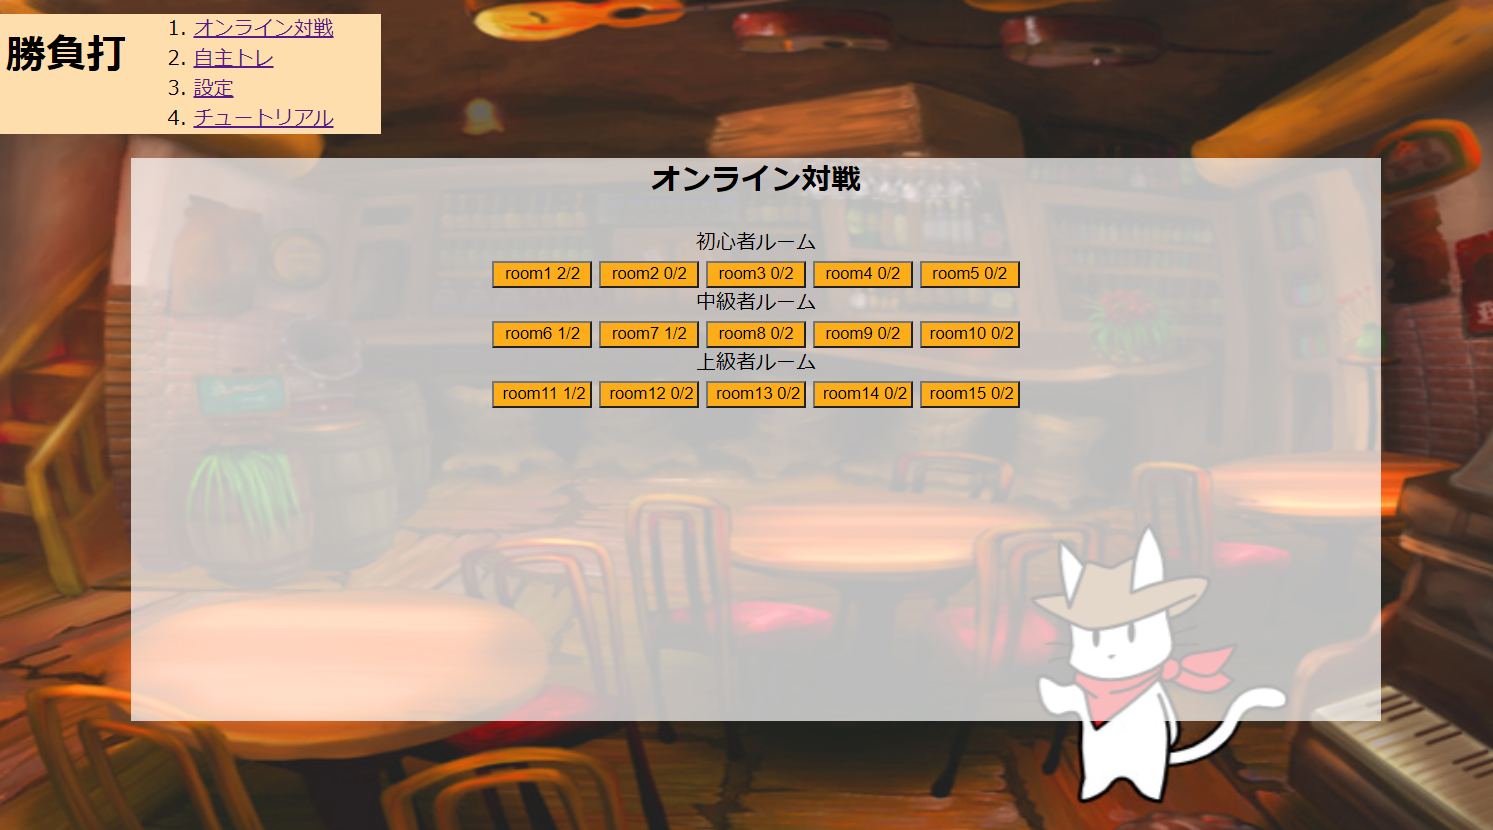 勝負打
1. オンライン対戦
2. 自主トレ
3. 設定
4. チュートリアル
オンライン対戦
初心者ルーム
room1 2/2 room2 0/2 room3 0/2 room4 0/2 room5 0/2
中級者ルーム
room6 1/2 room7 1/2 room8 0/2 room9 0/2 room10 0/2
上級者ルーム
room11 1/2 room12 0/2 room13 0/2 room14 0/2 room15 0/2